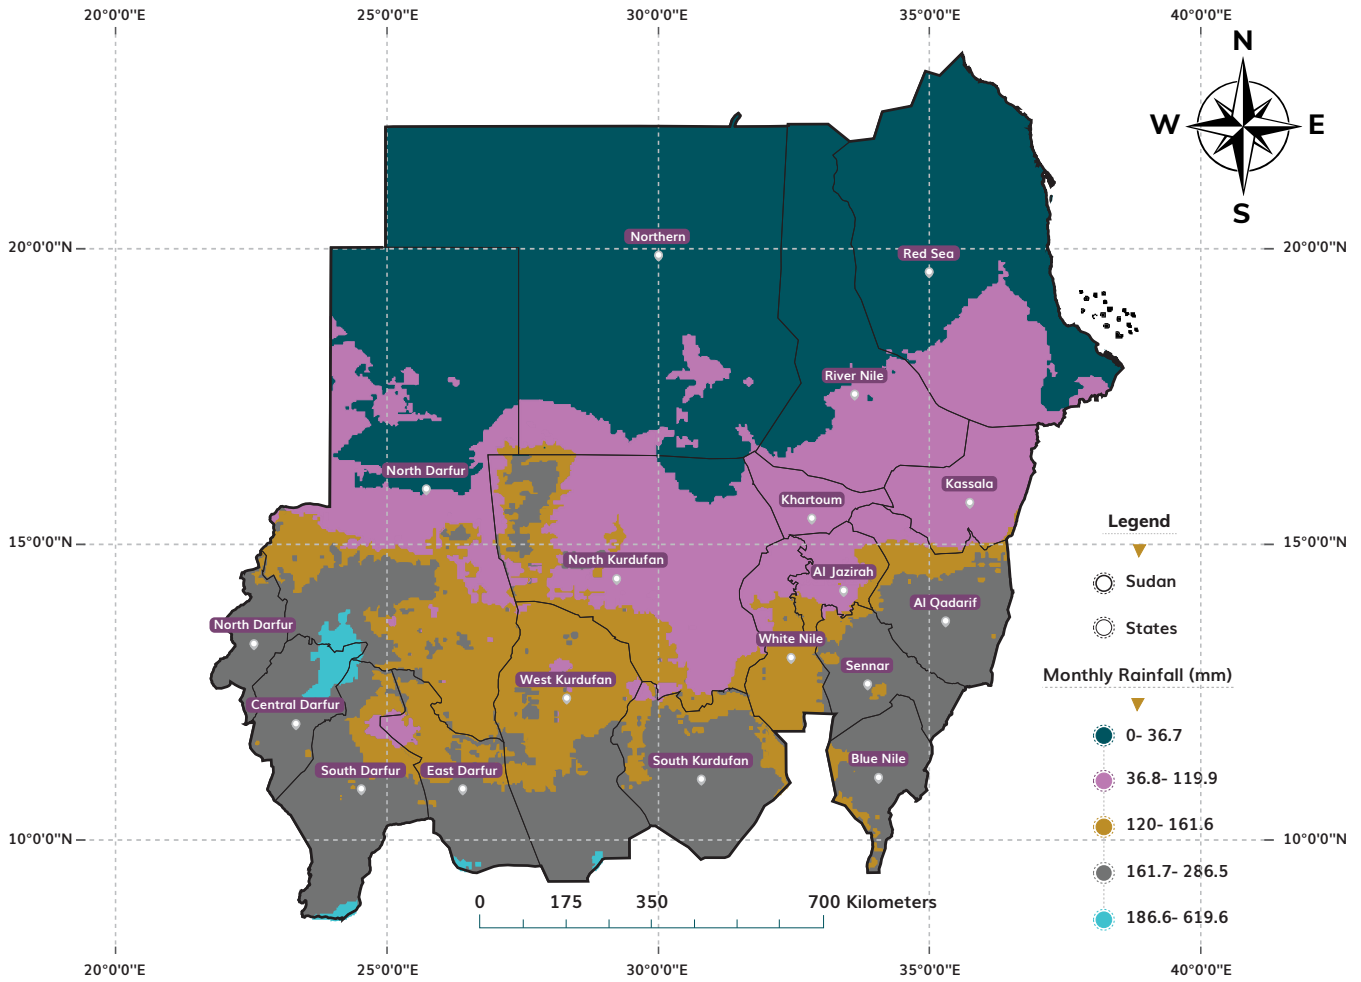 20°0'0"E 25°0'0"E 30°0'0"E 35°0'0"E 40°0'0"E
N
W E
S
Northern
20°0'0"N 20°0'0"N
Red Sea
River Nile
North Darfur
Kassala
Khartoum
Legend
15°0'0"N 15°0'0"N
North Kurdufan
Al Jazirah
Sudan
Al Qadarif
North Darfur
States
White Nile
Sennar
Monthly Rainfall (mm)
West Kurdufan
Central Darfur
0- 36.7
Blue Nile
South Kurdufan
South Darfur
East Darfur
36.8- 119.9
120- 161.6
10°0'0"N 10°0'0"N
161.7- 286.5
0 175 350 700 Kilometers
186.6- 619.6
20°0'0"E 25°0'0"E 30°0'0"E 35°0'0"E 40°0'0"E